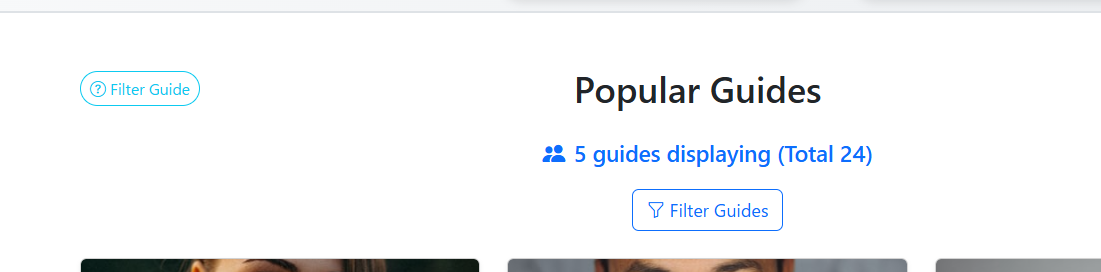 Filter Guide
Popular Guides
5 guides displaying (Total 24)
Filter Guides